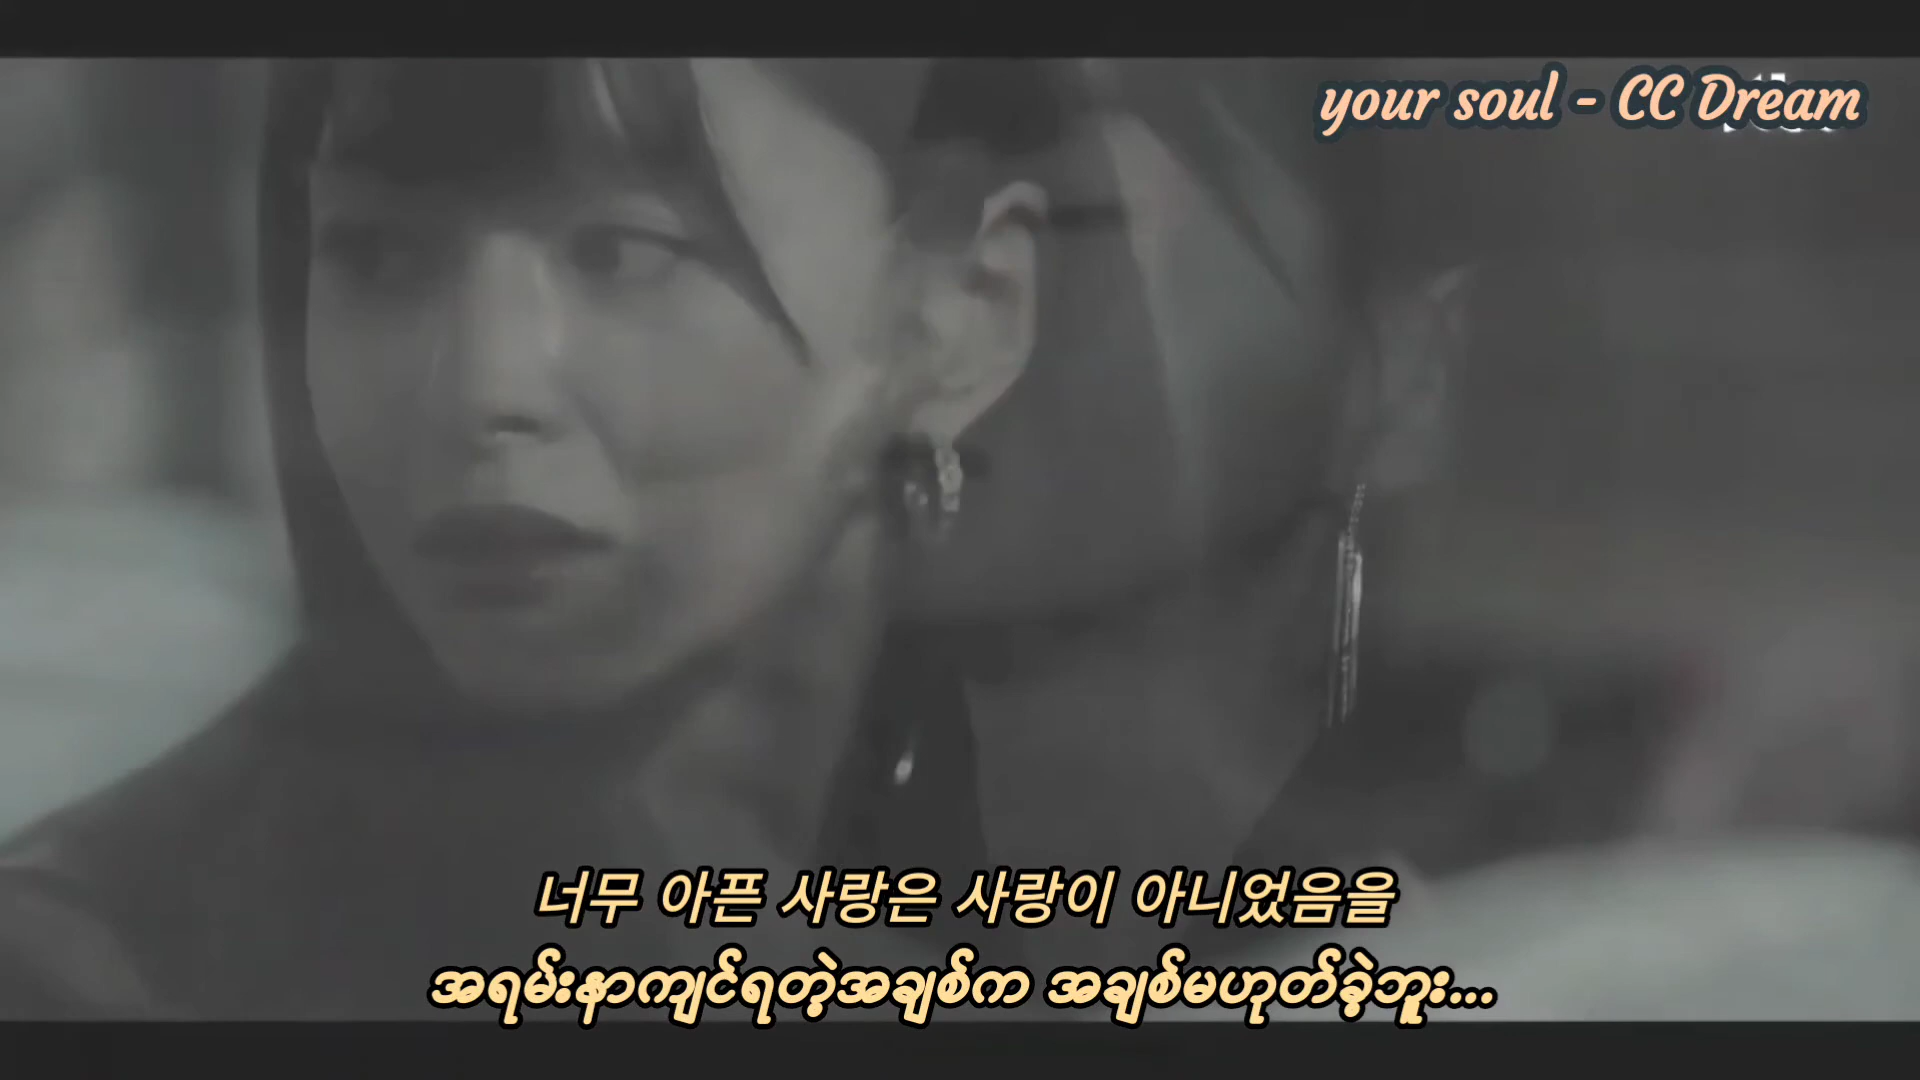 your soul - CC Dream
너무 아픈 사랑은 사랑이 아니었음을
အရမ်းနာကျင်ရတဲ့အချစ်က အချစ်မဟုတ်ခဲ့ဘူး...